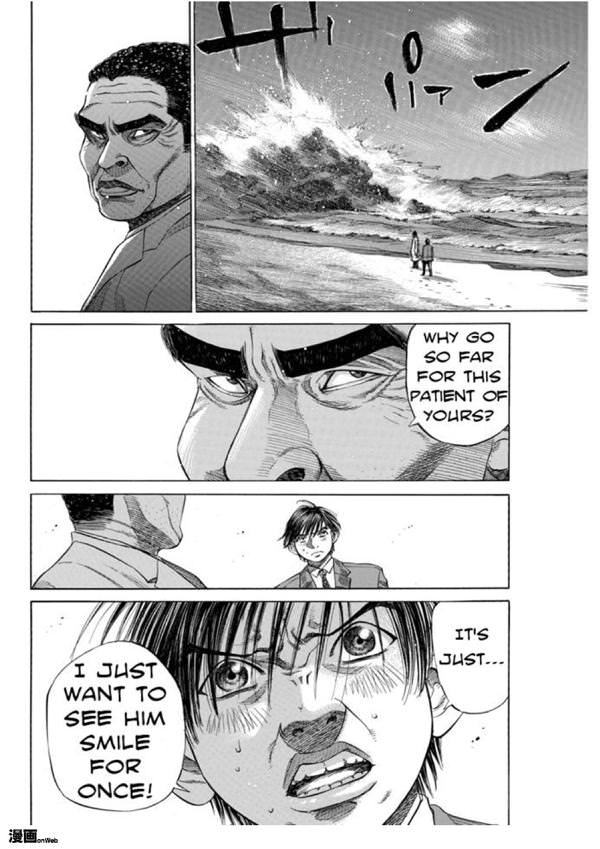 ザパーン
WHY GO
SO FAR
FOR THIS
PATIENT OF
YOURS?
IT'S
JUST...
I JUST
WANT TO
SEE HIM
SMILE
FOR
ONCE!
漫画onWeb